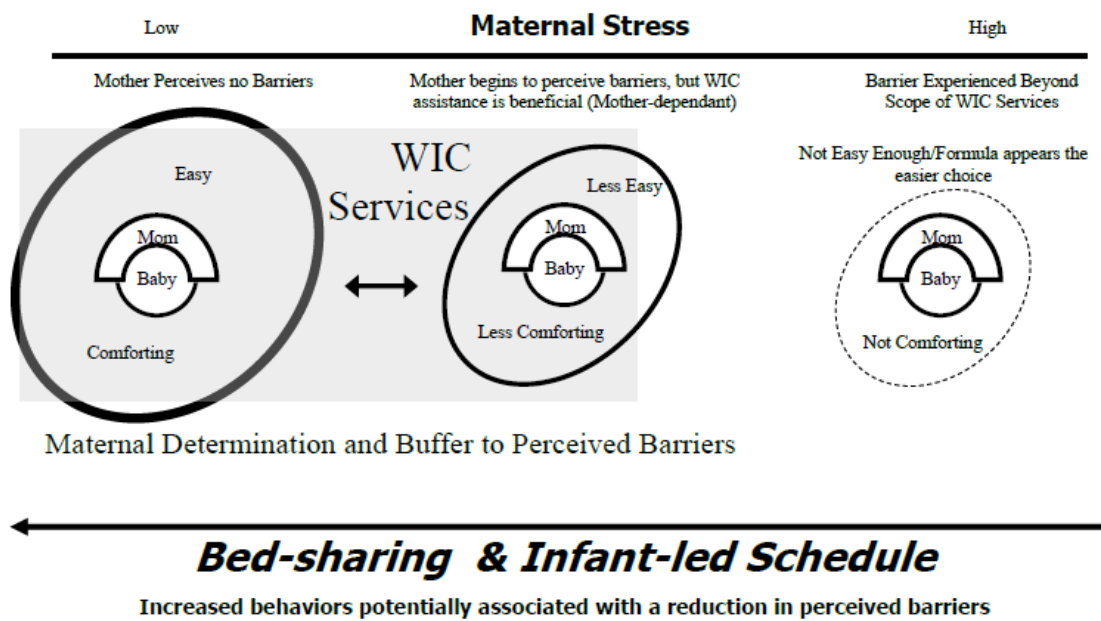 Low
Maternal Stress
High
Mother Perceives no Barriers
Mother begins to perceive barriers, but WIC
assistance is beneficial (Mother-dependant)
Barrier Experienced Beyond
Scope of WIC Services
Not Easy Enough/Formula appears the
easier choice
WIC
Services
Easy
Mom
Baby
Comforting
Less Easy
Mom
Baby
Less Comforting
Mom
Baby
Not Comforting
Maternal Determination and Buffer to Perceived Barriers
Bed-sharing & Infant-led Schedule
Increased behaviors potentially associated with a reduction in perceived barriers